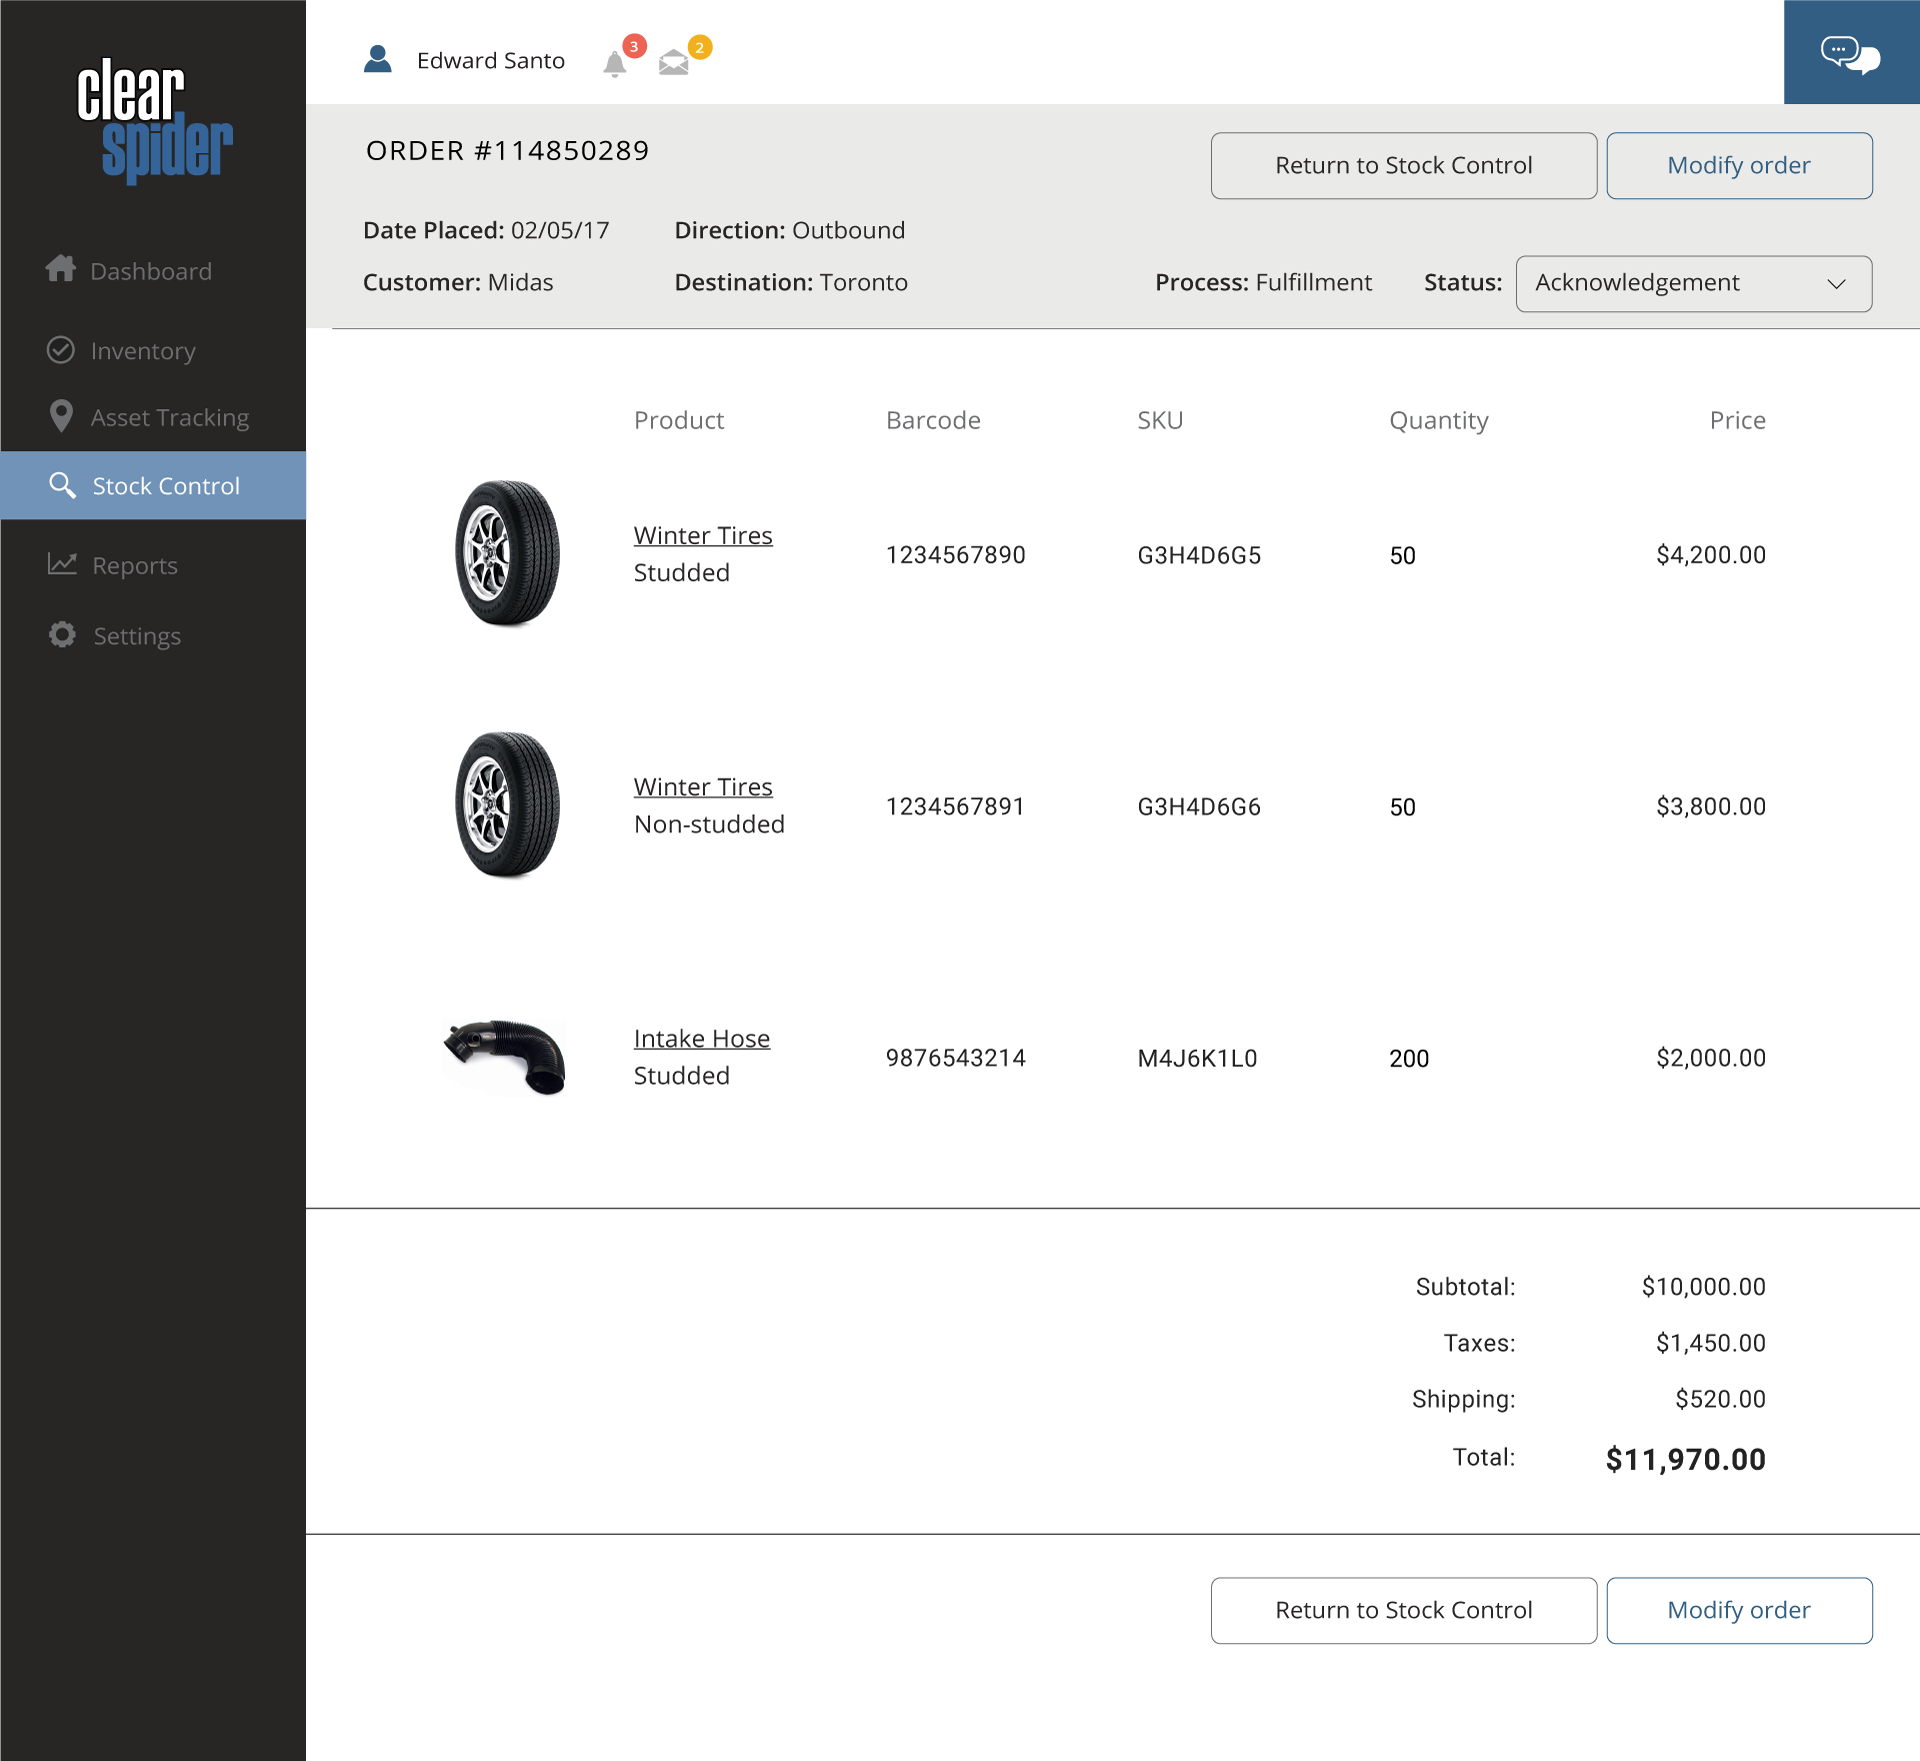 clear
spider
Edward Santo
3
2
ORDER #114850289
Return to Stock Control
Modify order
Date Placed: 02/05/17
Direction: Outbound
Customer: Midas
Destination: Toronto
Process: Fulfillment
Status:
Acknowledgement
Dashboard
Inventory
Asset Tracking
Stock Control
Reports
Settings
Product Barcode SKU Quantity Price
Winter Tires
Studded
1234567890 G3H4D6G5 50 $4,200.00
Winter Tires
Non-studded
1234567891 G3H4D6G6 50 $3,800.00
Intake Hose
Studded
9876543214 M4J6K1L0 200 $2,000.00
Subtotal: $10,000.00
Taxes: $1,450.00
Shipping: $520.00
Total: $11,970.00
Return to Stock Control
Modify order